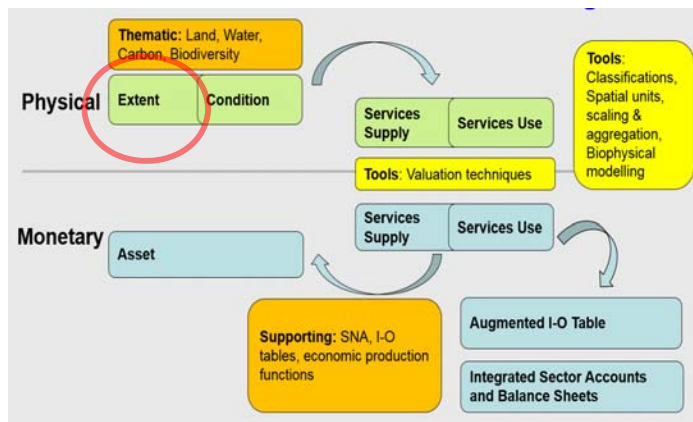 Thematic: Land, Water,
Carbon, Biodiversity
Physical
Extent
Condition
Services
Supply
Services Use
Tools:
Classifications,
Spatial units,
scaling &
aggregation,
Biophysical
modelling
Tools: Valuation techniques
Monetary
Asset
Services
Supply
Services Use
Supporting: SNA, I-O
tables, economic production
functions
Augmented I-O Table
Integrated Sector Accounts
and Balance Sheets